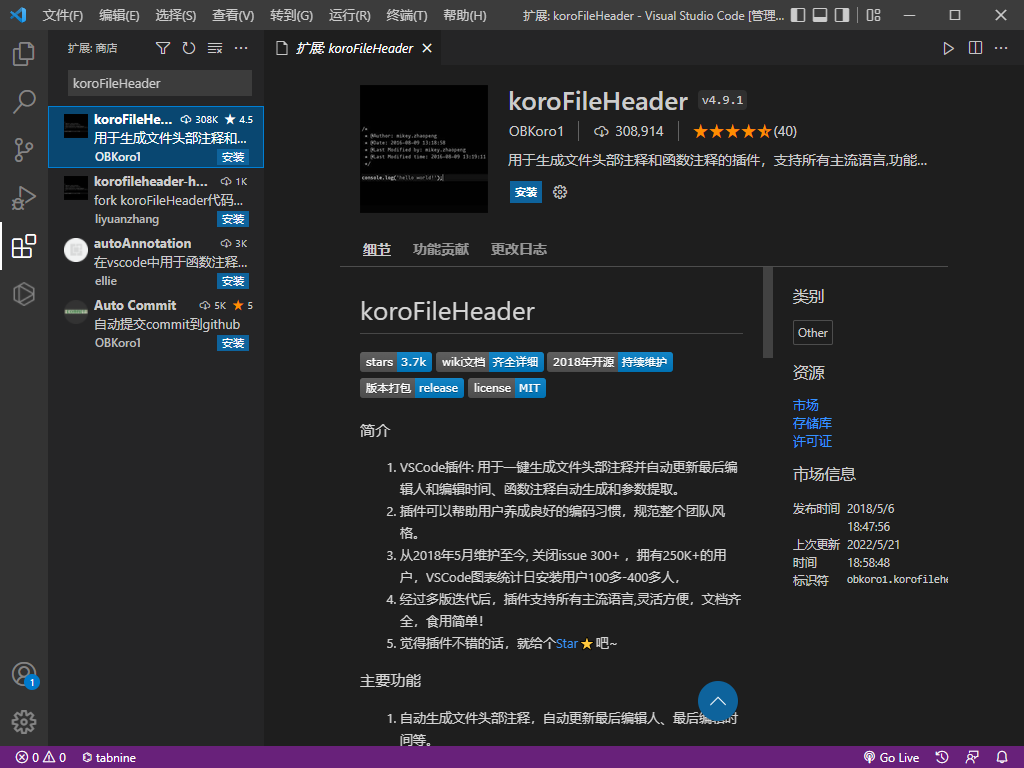 文件(F) 编辑(E) 选择(S) 查看(V) 转到(G) 运行(R) 终端(T) 帮助(H) 扩展: koroFileHeader - Visual Studio Code [管理...
扩展: 商店
koroFileHeader
koroFileHe... 308K ★ 4.5
用于生成文件头部注释和...
OBKoro1 安装
korofileheader-h... 1K
fork koroFileHeader代码...
liyuanzhang 安装
autoAnnotation 3K
在vscode中用于函数注释...
ellie 安装
Auto Commit 5K ★ 5
自动提交commit到github
OBKoro1 安装
扩展: koroFileHeader
/*
* @Author: mikey.zhaopeng
* @Date: 2016-08-09 13:18:50
* @Last Modified by: mikey.zhaopeng
* @Last Modified time: 2016-08-09 13:19:11
*/
console.log('hello world!');
koroFileHeader v4.9.1
OBKoro1 308,914 (40)
用于生成文件头部注释和函数注释的插件，支持所有主流语言,功能...
安装
细节 功能贡献 更改日志
koroFileHeader
stars 3.7k wiki文档 齐全详细 2018年开源 持续维护
版本打包 release license MIT
简介
1. VSCode插件: 用于一键生成文件头部注释并自动更新最后编
辑人和编辑时间、函数注释自动生成和参数提取。
2. 插件可以帮助用户养成良好的编码习惯，规范整个团队风
格。
3. 从2018年5月维护至今, 关闭issue 300+ ，拥有250K+的用
户，VSCode图表统计日安装用户100多-400多人，
4. 经过多版迭代后，插件支持所有主流语言,灵活方便，文档齐
全，食用简单！
5. 觉得插件不错的话，就给个Star⭐吧~
主要功能
1. 自动生成文件头部注释，自动更新最后编辑人、最后编辑时
间等。
类别
Other
资源
市场
存储库
许可证
市场信息
发布时间 2018/5/6
18:47:56
上次更新 2022/5/21
时间 18:58:48
标识符 obkoro1.korofilehe
1
0 0 tabnine Go Live